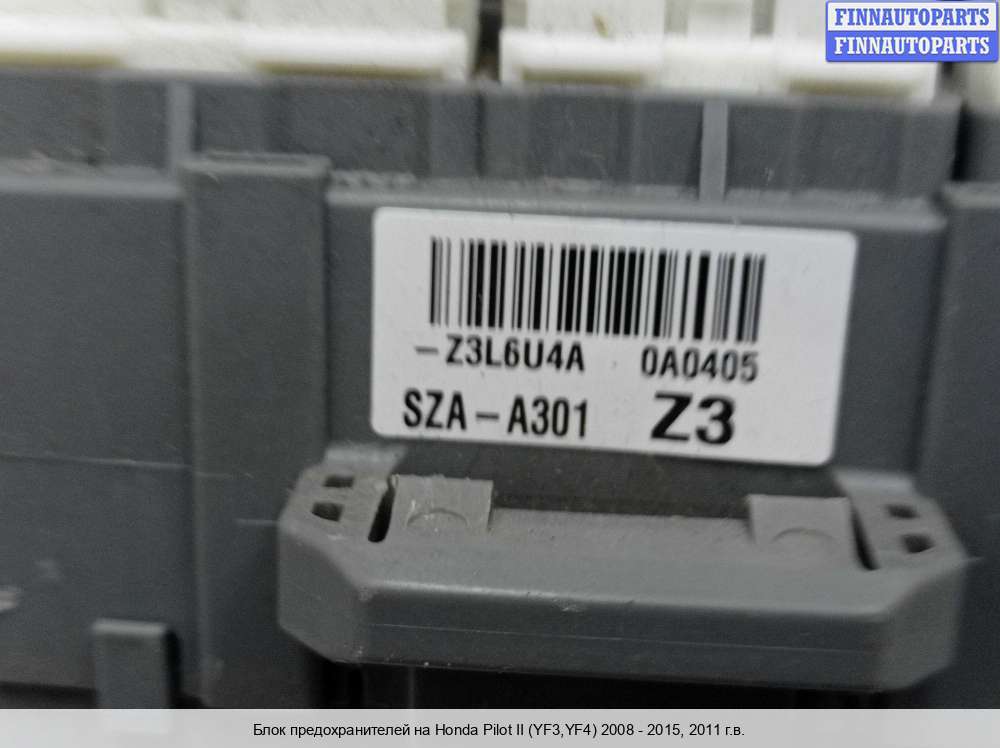 FINNAUTOPARTS
FINNAUTOPARTS
-Z3L6U4A 0A0405
SZA-A301 Z3
Блок предохранителей на Honda Pilot II (YF3,YF4) 2008 - 2015, 2011 г.в.